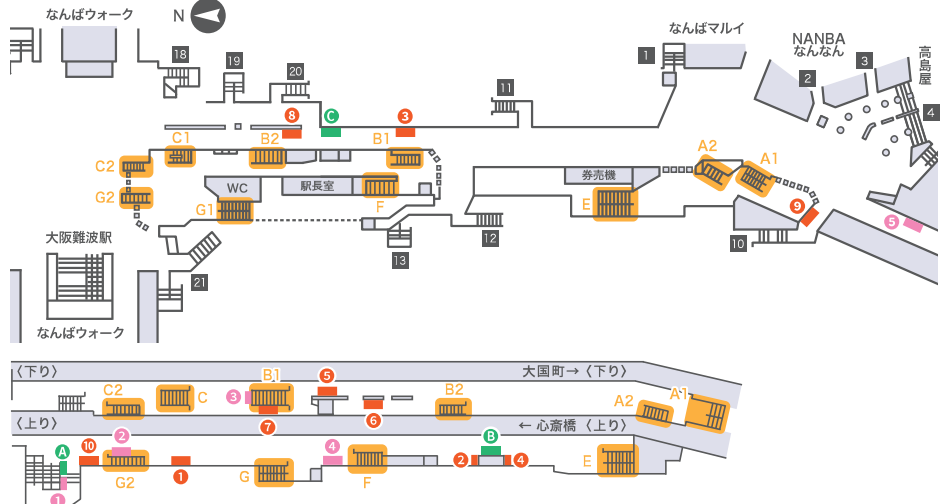 なんばウォーク
N
なんばマルイ
NANBA
なんなん
高島屋
18
19
20
11
1
2
3
4
8
C
3
C1
B2
B1
C2
G2
WC
駅長室
F
G1
券売機
E
A2
A1
9
5
10
12
13
21
大阪難波駅
なんばウォーク
〈下り〉
大国町→〈下り〉
B1
5
C2
C
3
B2
A2
A1
7
6
〈上り〉
← 心斎橋 〈上り〉
A
10
2
4
B
1
G2
1
G
F
2
4
E